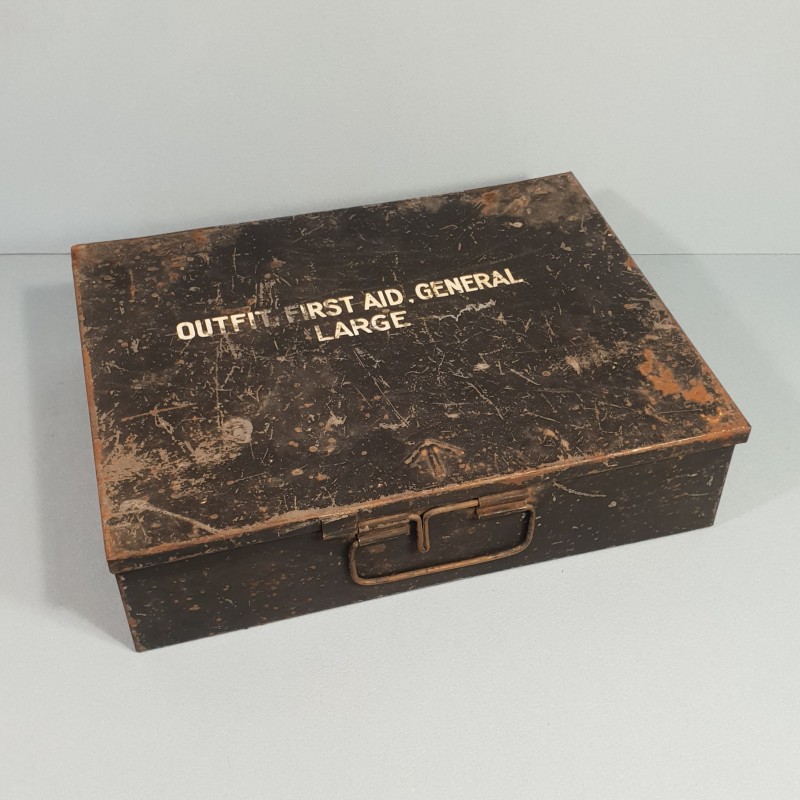 OUTFIT. FIRST AID. GENERAL
LARGE